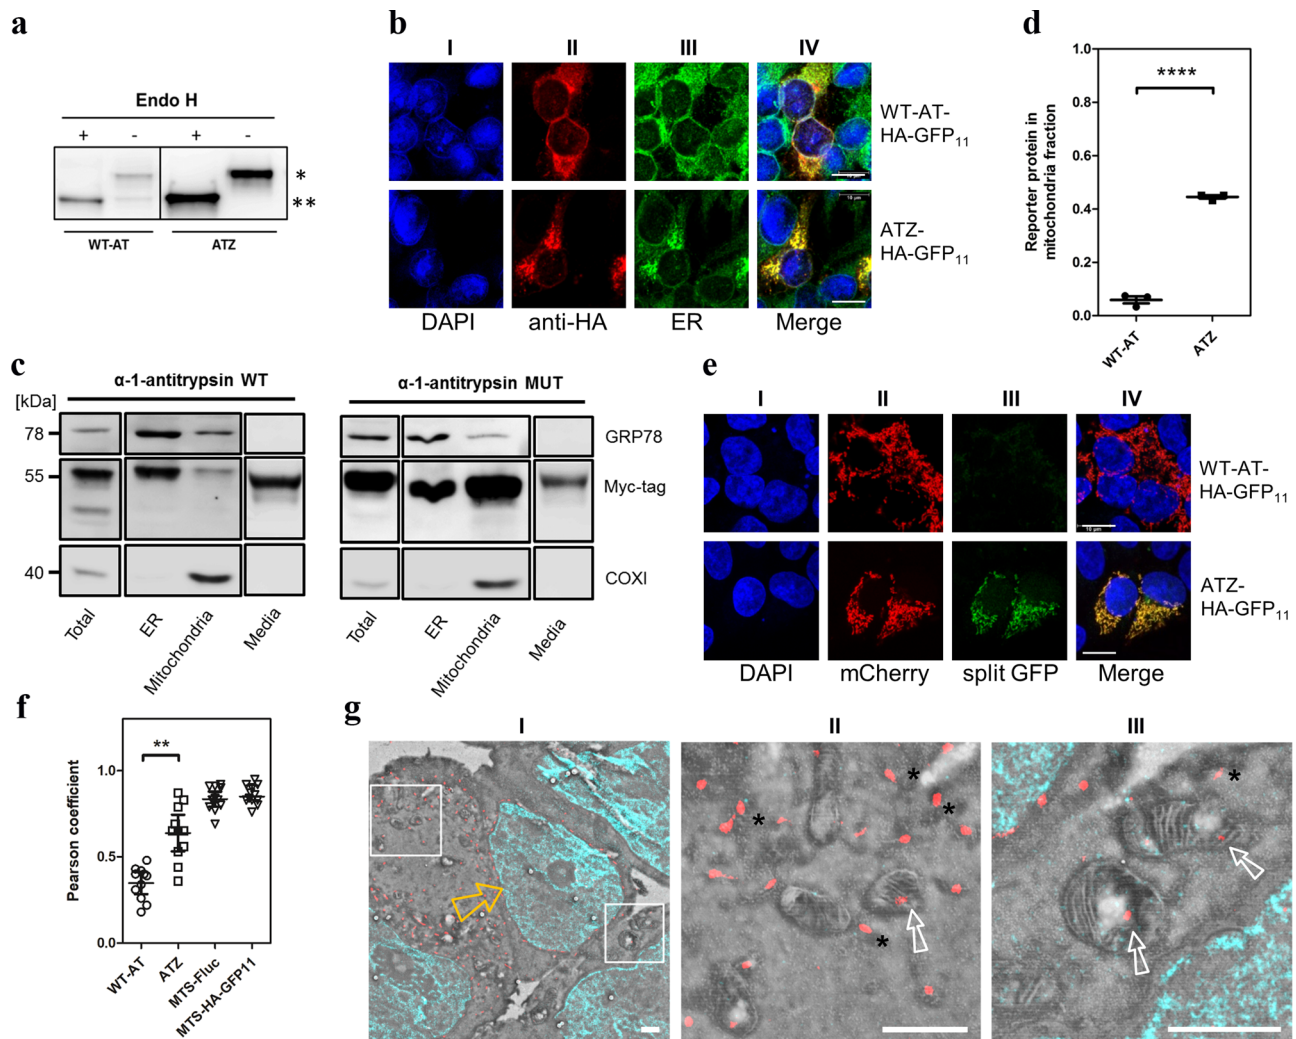 a
Endo H
+ - + -
*
**
WT-AT ATZ
b
I II III IV
WT-AT-
HA-GFP11
10 µm
ATZ-
HA-GFP11
DAPI anti-HA ER Merge
d
Reporter protein in
mitochondria fraction
1.0
0.8
0.6
0.4
0.2
0.0
****
WT-AT ATZ
c
α-1-antitrypsin WT α-1-antitrypsin MUT
[kDa]
78 GRP78
55 Myc-tag
40 COXI
Total ER Mitochondria Media Total ER Mitochondria Media
e
I II III IV
WT-AT-
HA-GFP11
10 µm
ATZ-
HA-GFP11
DAPI mCherry split GFP Merge
f
Pearson coefficient
1.0
0.5
0.0
**
WT-AT ATZ MTS-Fluc MTS-HA-GFP11
g
I II III
* * * *
*